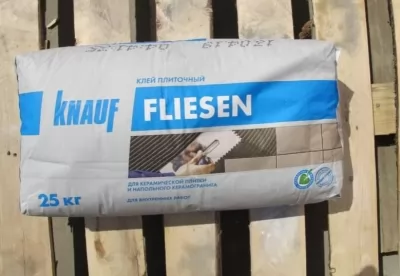 КЛЕЙ ПЛИТОЧНЫЙ
KNAUF
FLIESEN
ДЛЯ КЕРАМИЧЕСКОЙ ПЛИТКИ
И НАПОЛЬНОГО КЕРАМОГРАНИТА
25 кг
ДЛЯ ВНУТРЕННИХ РАБОТ